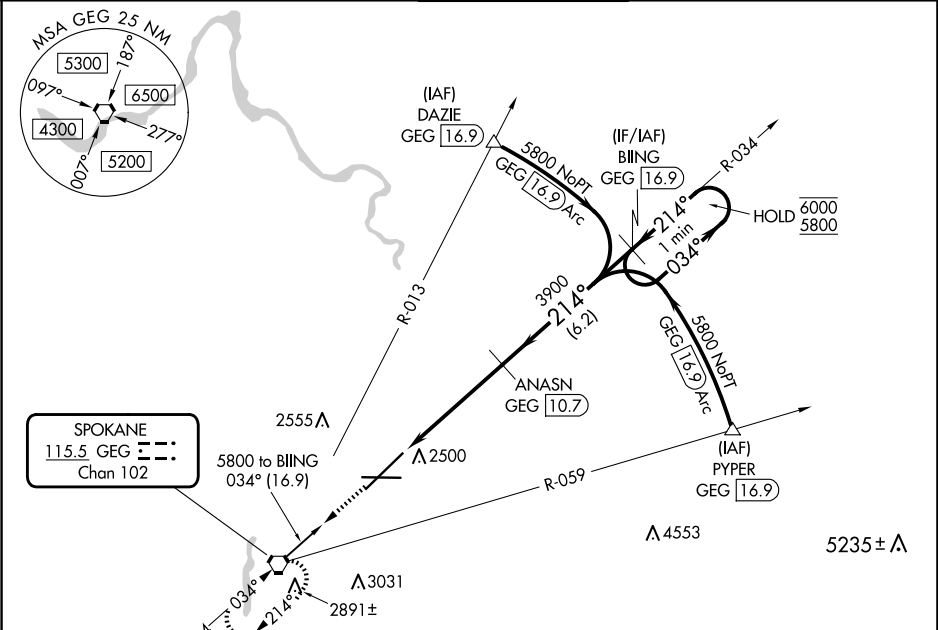 MSA GEG 25 NM
5300
187°
097°
6500
4300
277°
5200
007°
(IAF)
DAZIE
GEG 16.9
5800 NoPT
GEG 16.9 Arc
(IF/IAF)
BIING
GEG 16.9
R-034
214°
1 min
034°
HOLD 6000
5800
R-013
3900
214°
(6.2)
5800 NoPT
GEG 16.9 Arc
ANASN
GEG 10.7
(IAF)
PYPER
GEG 16.9
R-059
2555
2500
SPOKANE
115.5 GEG
Chan 102
5800 to BIING
034° (16.9)
4553
5235±
3031
2891±
034°
214°